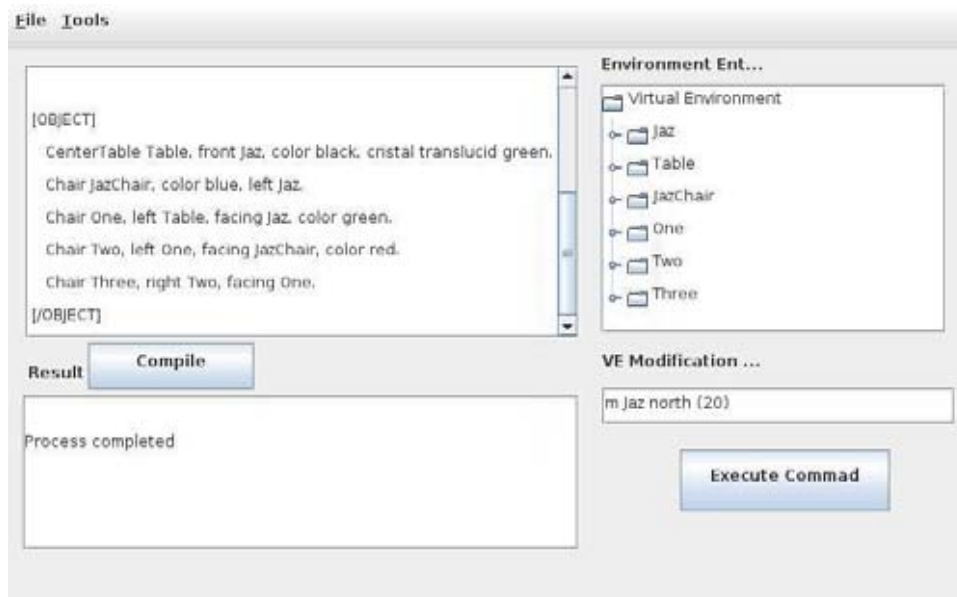 File Tools
[OBJECT]
CenterTable Table, front Jaz, color black, cristal translucid green.
Chair JazChair, color blue, left Jaz.
Chair One, left Table, facing Jaz, color green.
Chair Two, left One, facing JazChair, color red.
Chair Three, right Two, facing One.
[/OBJECT]
Result
Compile
Process completed
Environment Ent...
Virtual Environment
Jaz
Table
JazChair
One
Two
Three
VE Modification ...
m Jaz north (20)
Execute Commad